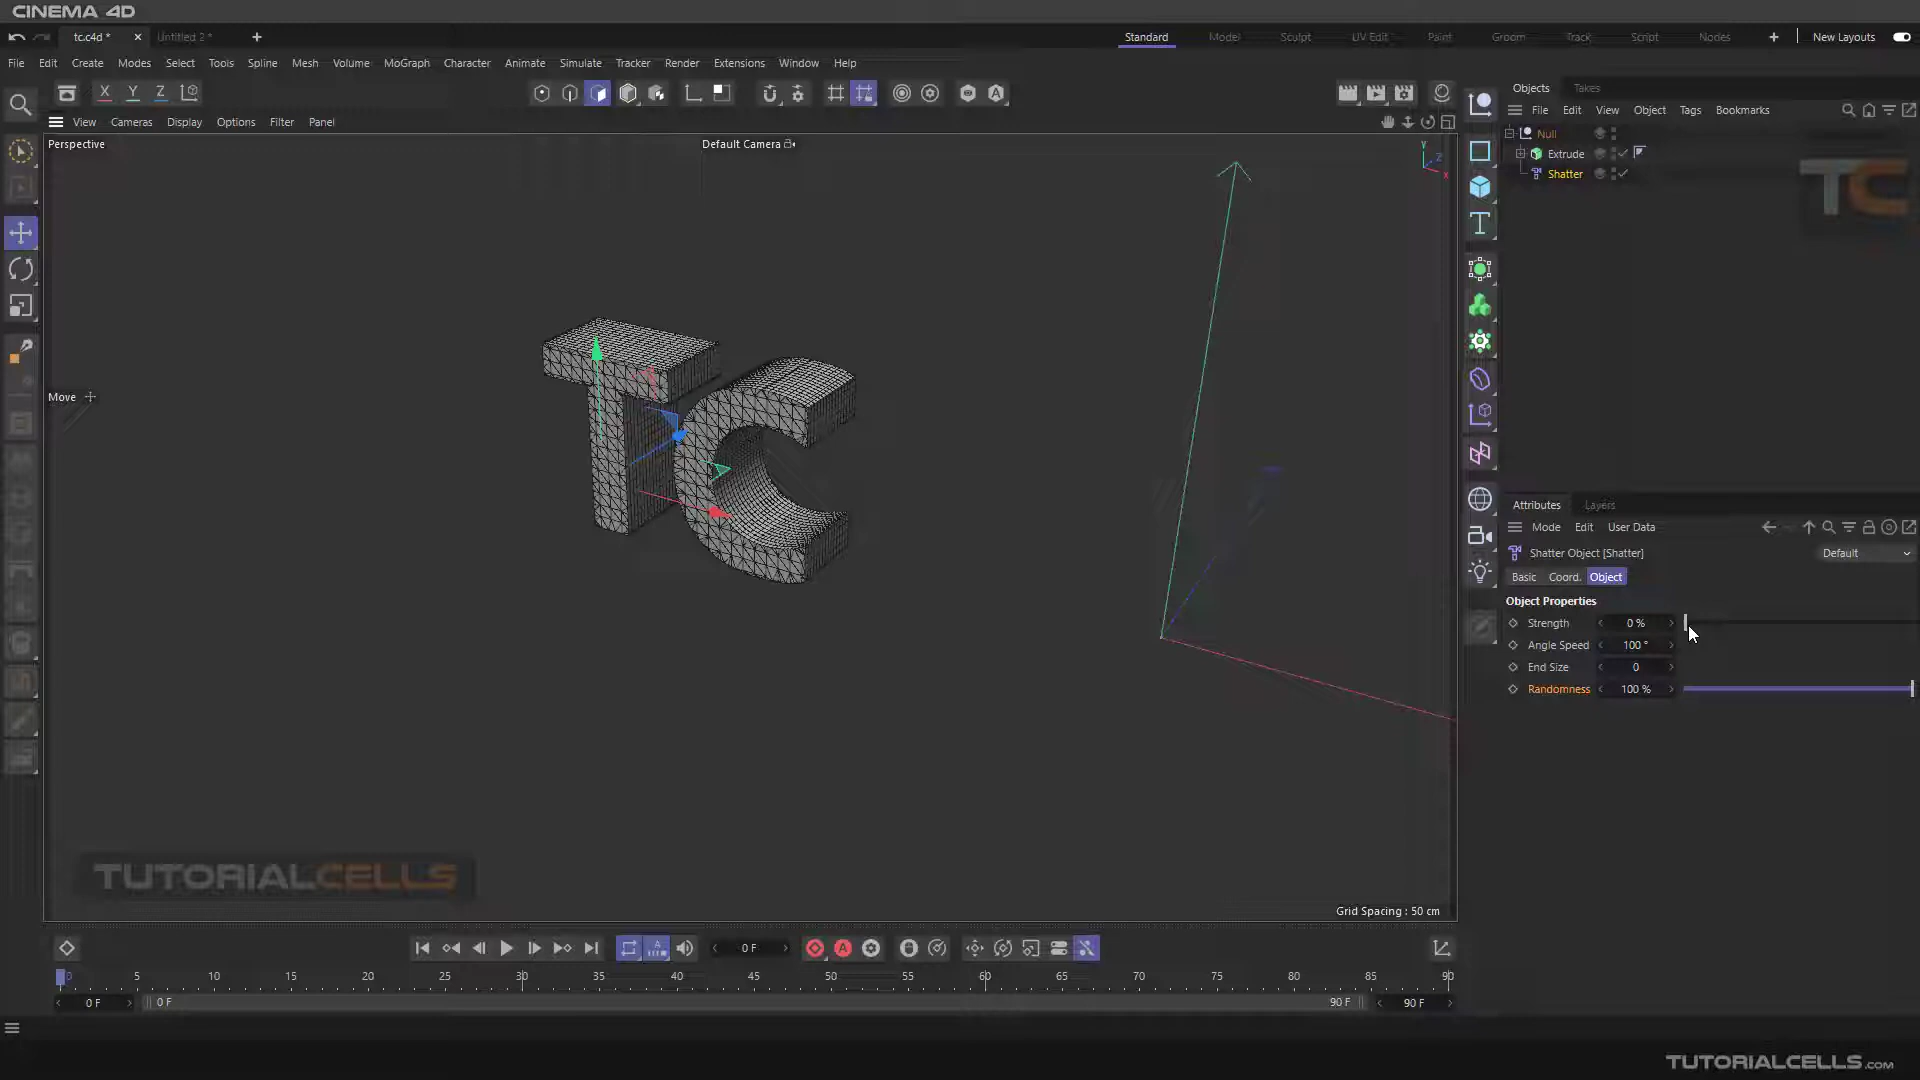 CINEMA 4D
tc.c4d *
Untitled 2 *
Standard
Model
Sculpt
UV Edit
Paint
Groom
Track
Script
Nodes
New Layouts
File Edit Create Modes Select Tools Spline Mesh Volume MoGraph Character Animate Simulate Tracker Render Extensions Window Help
X Y Z
View Cameras Display Options Filter Panel
Perspective
Default Camera
Y
Z
X
Move
TUTORIALCELLS
Grid Spacing : 50 cm
0 F
0 5 10 15 20 25 30 35 40 45 50 55 60 65 70 75 80 85 90
0 F
0 F
90 F
90 F
Objects Takes
File Edit View Object Tags Bookmarks
Null
Extrude
Shatter
TC
Attributes Layers
Mode Edit User Data
Shatter Object [Shatter]
Default
Basic Coord. Object
Object Properties
Strength 0 %
Angle Speed 100 °
End Size 0
Randomness 100 %
TUTORIALCELLS.com